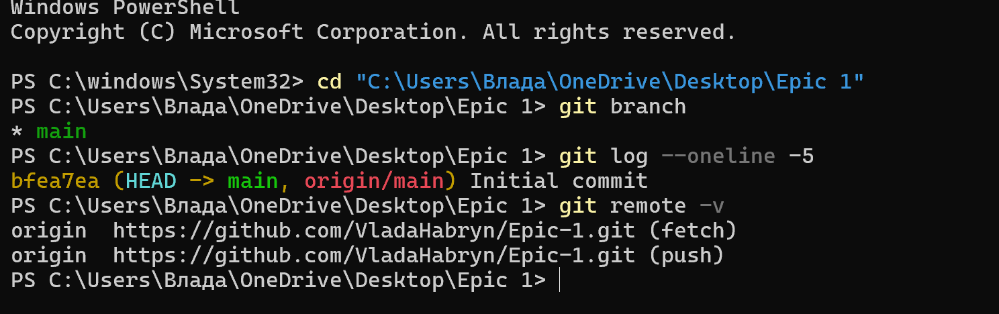 Windows PowerShell
Copyright (C) Microsoft Corporation. All rights reserved.
PS C:\windows\System32> cd "C:\Users\Влада\OneDrive\Desktop\Epic 1"
PS C:\Users\Влада\OneDrive\Desktop\Epic 1> git branch
* main
PS C:\Users\Влада\OneDrive\Desktop\Epic 1> git log --oneline -5
bfea7ea (HEAD -> main, origin/main) Initial commit
PS C:\Users\Влада\OneDrive\Desktop\Epic 1> git remote -v
origin  https://github.com/VladaHabryn/Epic-1.git (fetch)
origin  https://github.com/VladaHabryn/Epic-1.git (push)
PS C:\Users\Влада\OneDrive\Desktop\Epic 1>